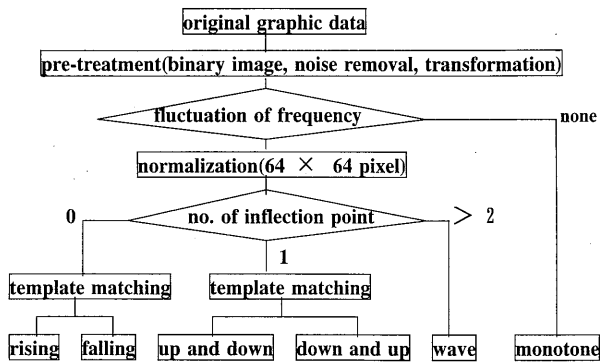 original graphic data
pre-treatment(binary image, noise removal, transformation)
fluctuation of frequency
none
normalization(64 × 64 pixel)
0
no. of inflection point
> 2
1
template matching
template matching
rising
falling
up and down
down and up
wave
monotone